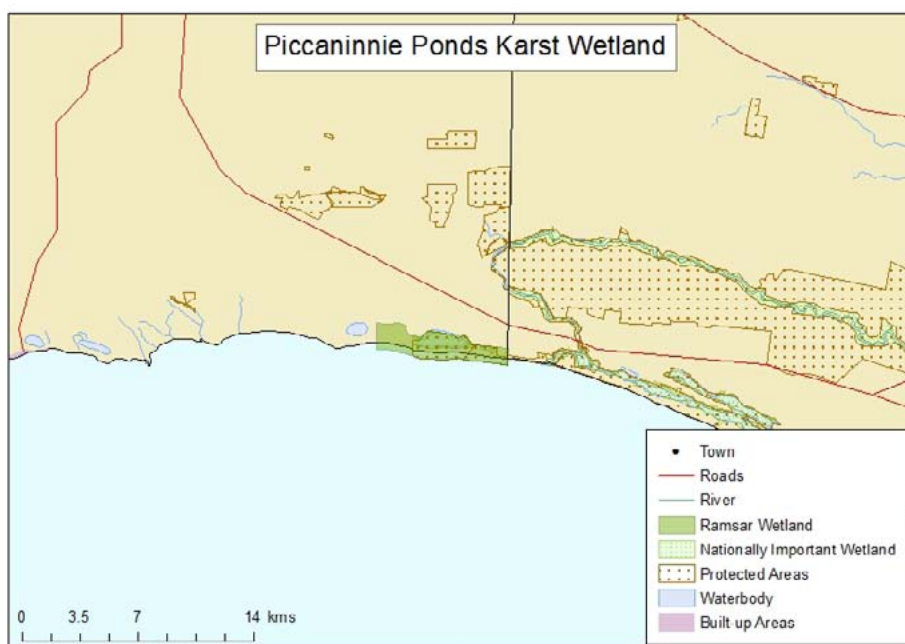 Piccaninnie Ponds Karst Wetland
Town
Roads
River
Ramsar Wetland
Nationally Important Wetland
Protected Areas
Waterbody
Built-up Areas
0 3.5 7 14 kms